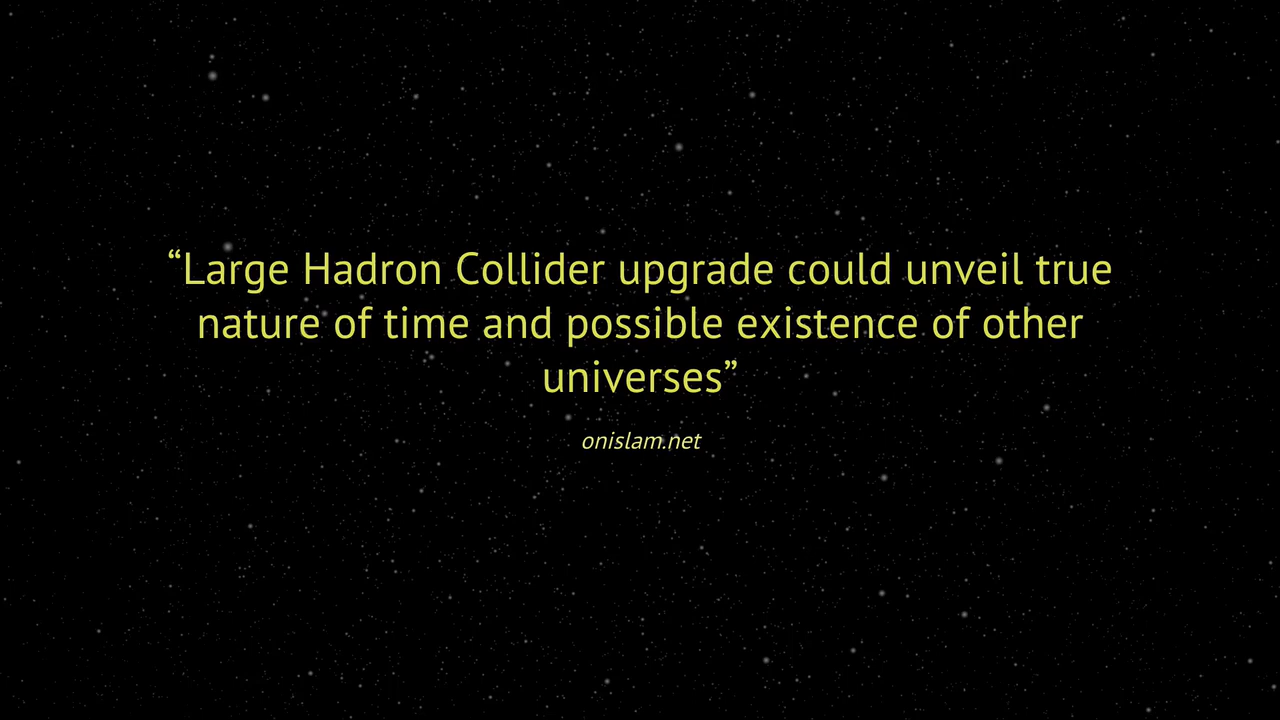 “Large Hadron Collider upgrade could unveil true
nature of time and possible existence of other
universes”
onislam.net